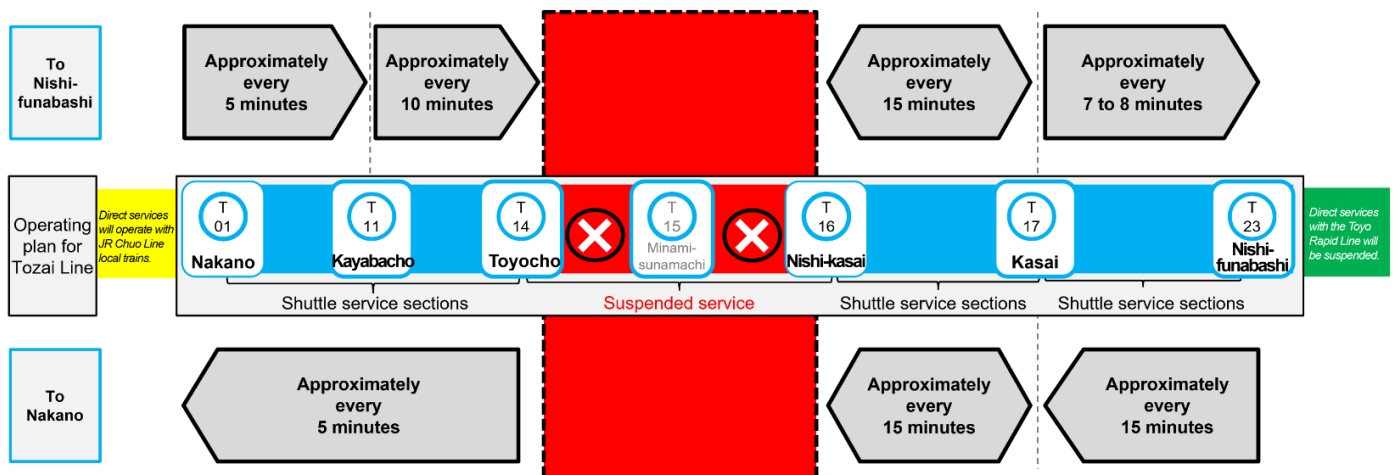 To
Nishi-
funabashi
Approximately
every
5 minutes
Approximately
every
10 minutes
Approximately
every
15 minutes
Approximately
every
7 to 8 minutes
Operating
plan for
Tozai Line
Direct services
will operate with
JR Chuo Line
local trains.
T
01
Nakano
T
11
Kayabacho
T
14
Toyocho
T
15
Minami-
sunamachi
T
16
Nishi-kasai
T
17
Kasai
T
23
Nishi-
funabashi
Direct services
with the Toyo
Rapid Line will
be suspended.
Shuttle service sections
Suspended service
Shuttle service sections
Shuttle service sections
To
Nakano
Approximately
every
5 minutes
Approximately
every
15 minutes
Approximately
every
15 minutes